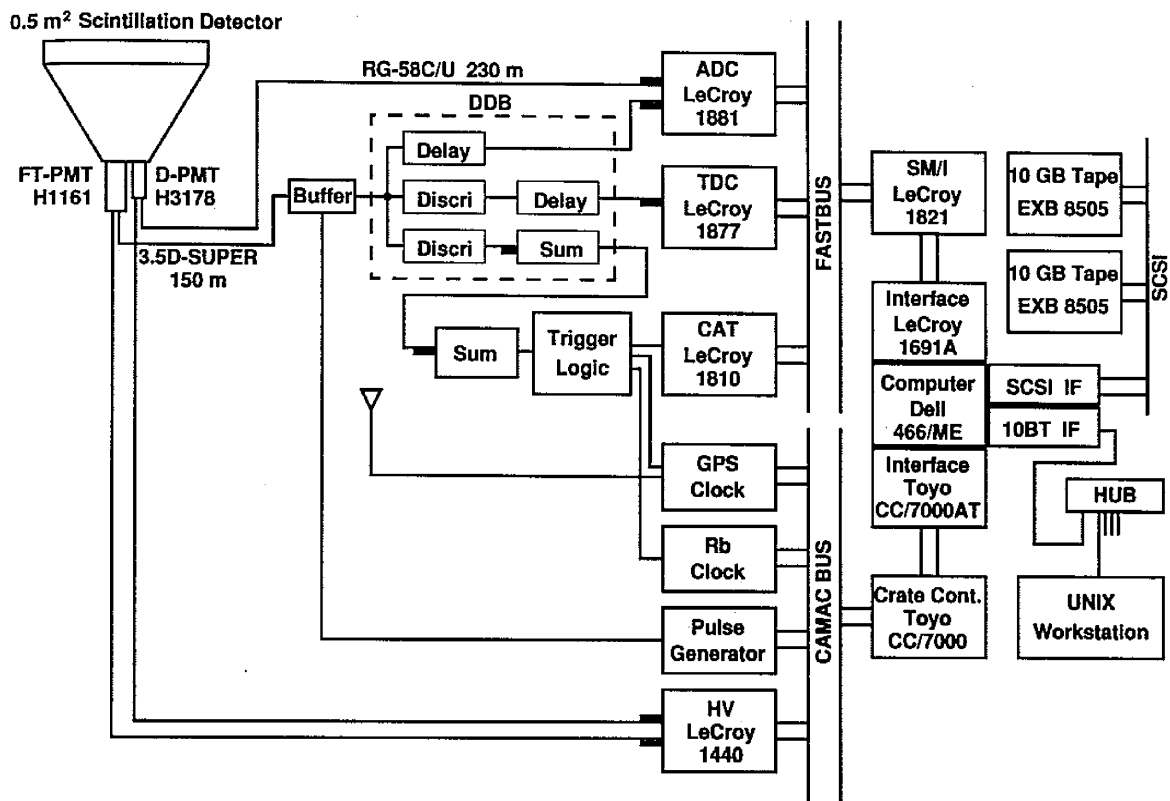 0.5 m² Scintillation Detector
FT-PMT
H1161
D-PMT
H3178
RG-58C/U 230 m
3.5D-SUPER
150 m
Buffer
DDB
Delay
Discri
Delay
Discri
Sum
Sum
Trigger
Logic
ADC
LeCroy
1881
TDC
LeCroy
1877
CAT
LeCroy
1810
GPS
Clock
Rb
Clock
Pulse
Generator
HV
LeCroy
1440
FASTBUS
CAMAC BUS
SM/I
LeCroy
1821
Interface
LeCroy
1691A
Computer
Dell
466/ME
Interface
Toyo
CC/7000AT
Crate Cont.
Toyo
CC/7000
10 GB Tape
EXB 8505
10 GB Tape
EXB 8505
SCSI
SCSI IF
10BT IF
HUB
UNIX
Workstation